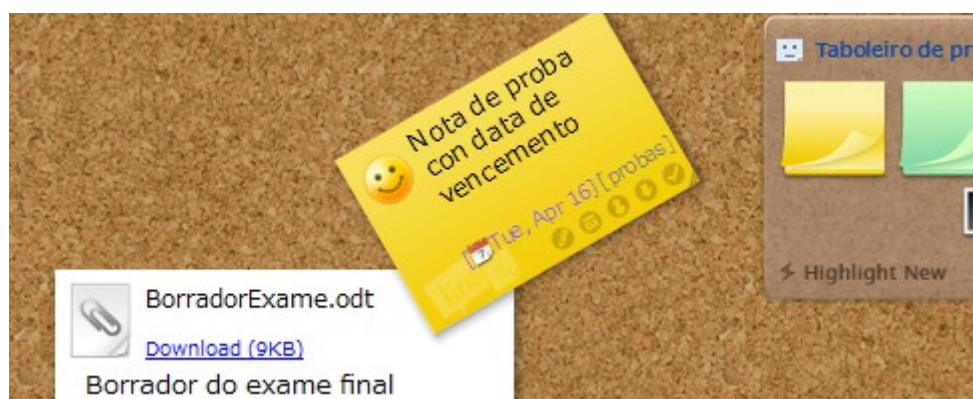 Nota de proba
con data de
vencemento
[Tue, Apr 16] [probas]
Taboleiro de pr
Highlight New
BorradorExame.odt
Download (9KB)
Borrador do exame final